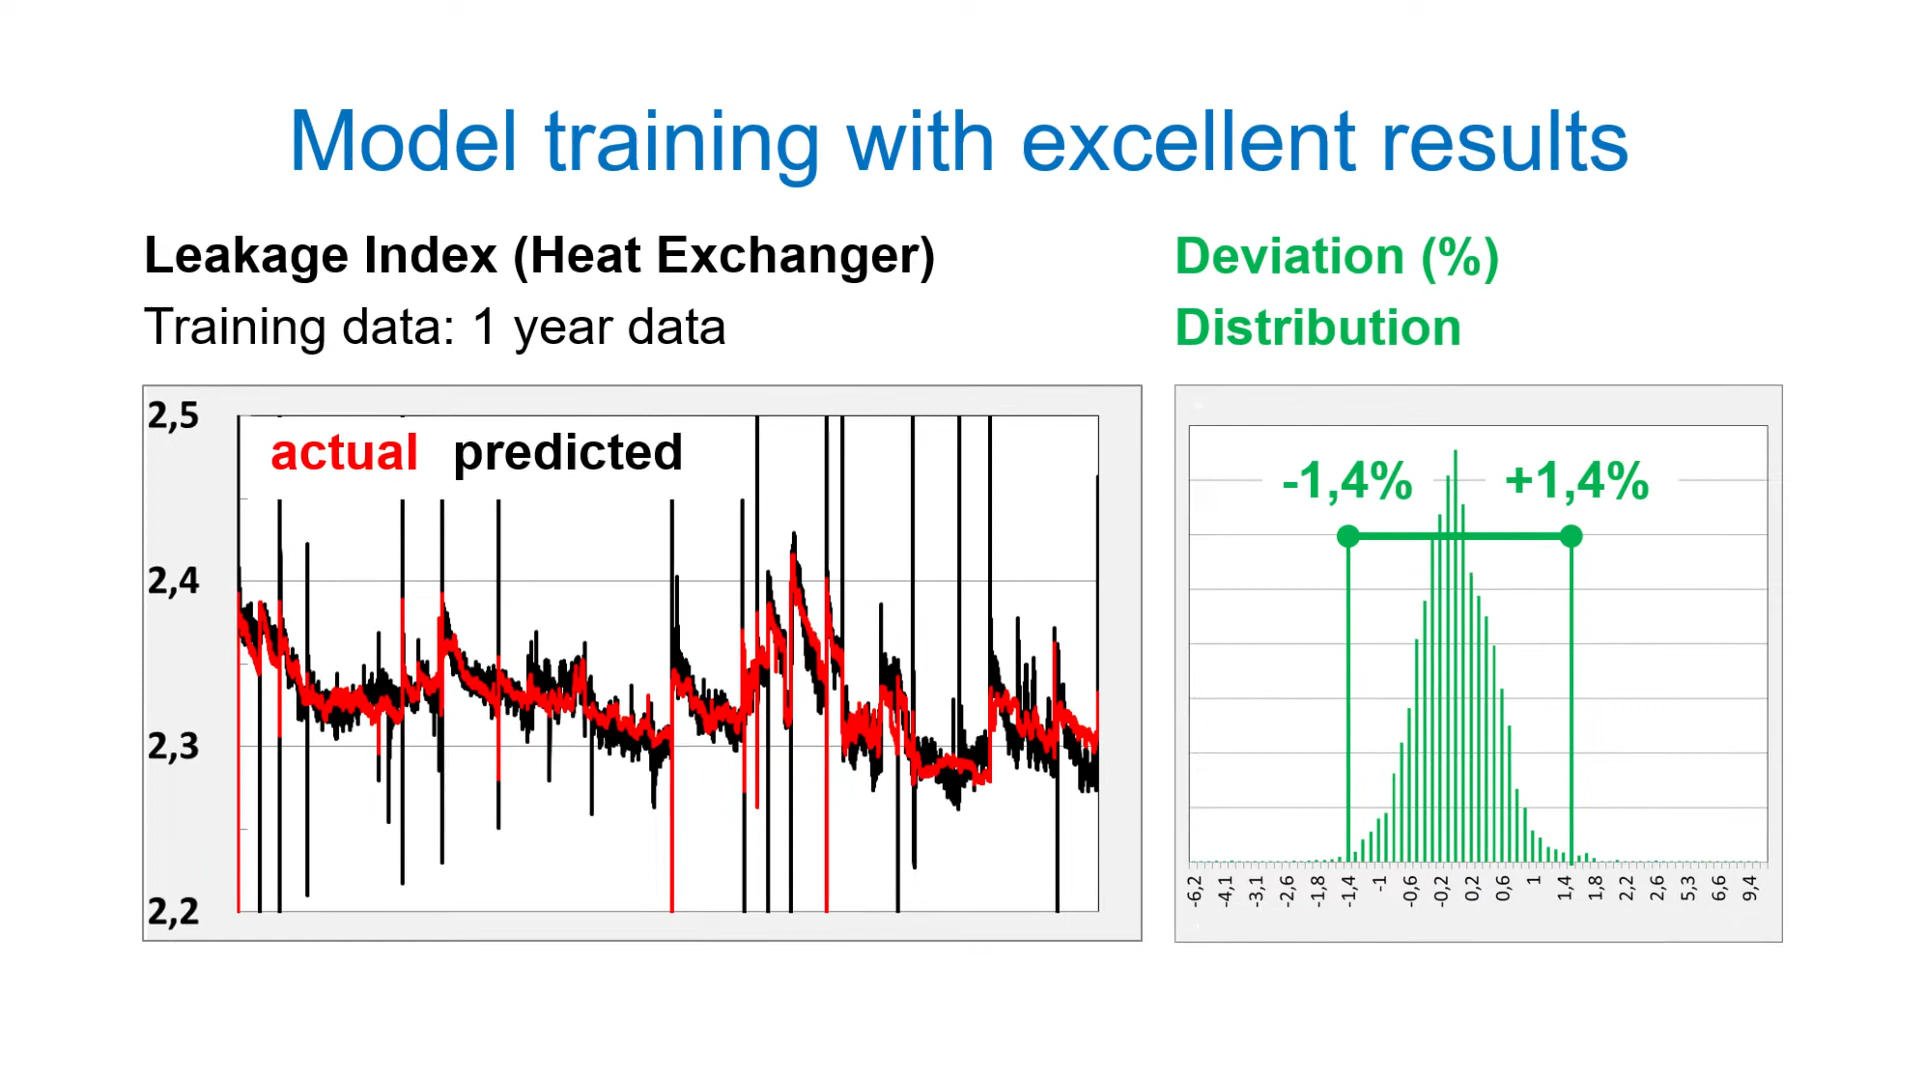 Model training with excellent results
Leakage Index (Heat Exchanger)
Training data: 1 year data
Deviation (%)
Distribution
2,5
actual predicted
2,4
2,3
2,2
-1,4% +1,4%
-6,2 -4,1 -3,1 -2,6 -1,8 -1,4 -1 -0,6 -0,2 0,2 0,6 1 1,4 1,8 2,2 2,6 5,3 6,6 9,4